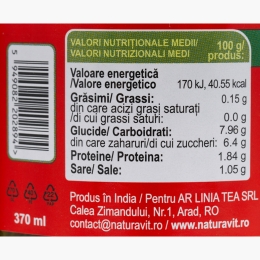 VALORI NUTRIȚIONALE MEDII/ 100 g/
VALORI NUTRIZIONALI MEDI produs:
Valoare energetică
/Valore energetico 170 kJ, 40.55 kcal
Grăsimi/ Grassi: 0.15 g
din care acizi grași saturați
/di cui grassi saturi: 0.0 g
Glucide/ Carboidrati: 7.96 g
din care zaharuri/di cui zuccheri: 6.4 g
Proteine/ Proteina: 1.84 g
Sare/ Sale: 1.05 g
Produs în India / Pentru AR LINIA TEA SRL
Calea Zimandului, Nr.1, Arad, RO
contact@naturavit.ro / www.naturavit.ro
370 ml
5949082028945